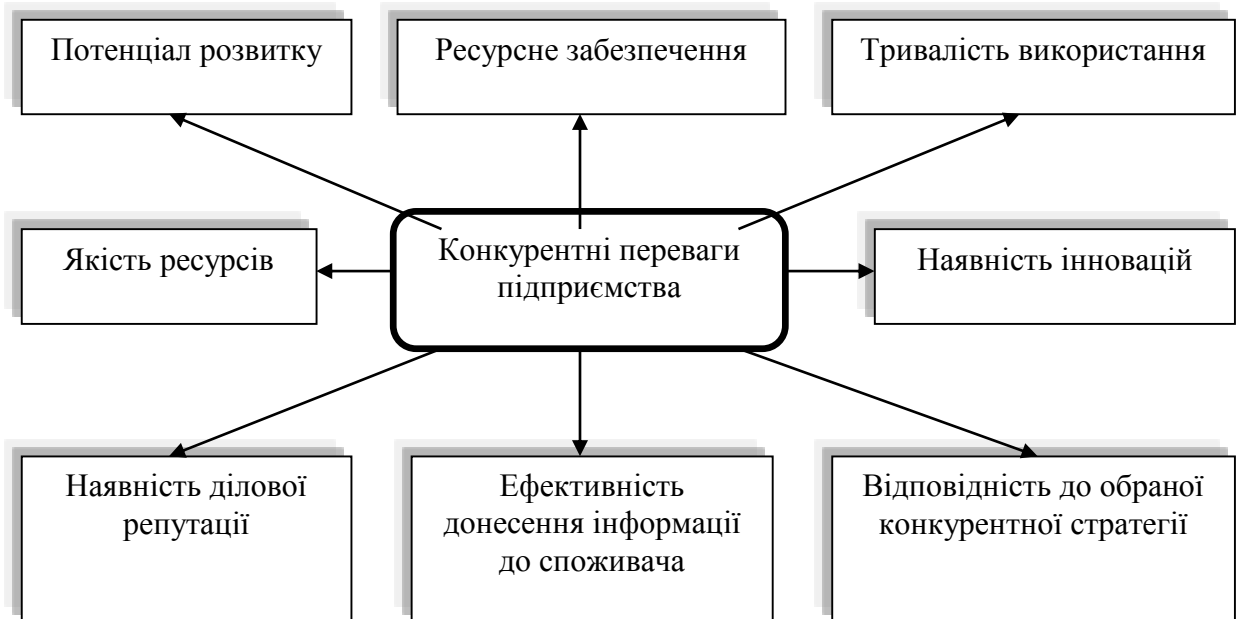 Потенціал розвитку
Ресурсне забезпечення
Тривалість використання
Якість ресурсів
Конкурентні переваги
підприємства
Наявність інновацій
Наявність ділової
репутації
Ефективність
донесення інформації
до споживача
Відповідність до обраної
конкурентної стратегії